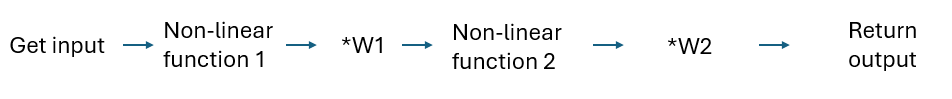 Get input
Non-linear
function 1
*W1
Non-linear
function 2
*W2
Return
output